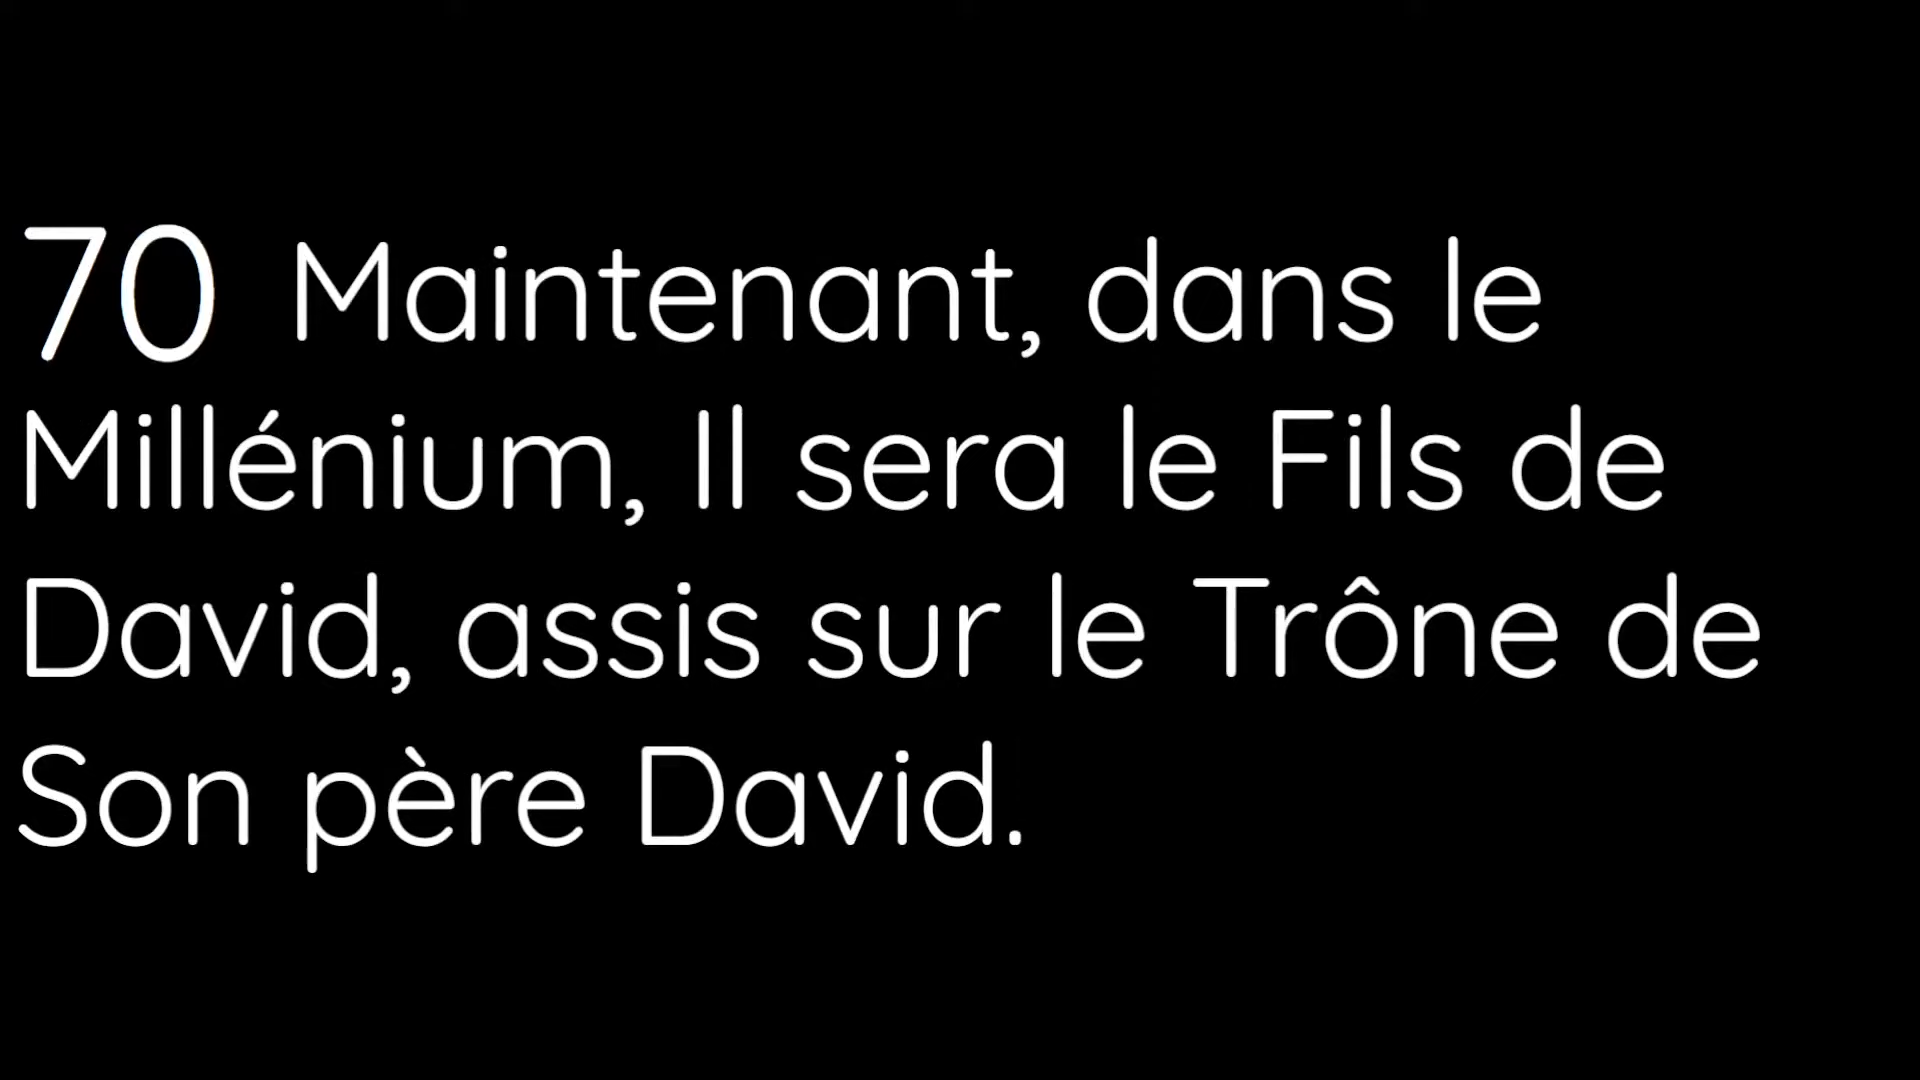 70 Maintenant, dans le
Millénium, Il sera le Fils de
David, assis sur le Trône de
Son père David.